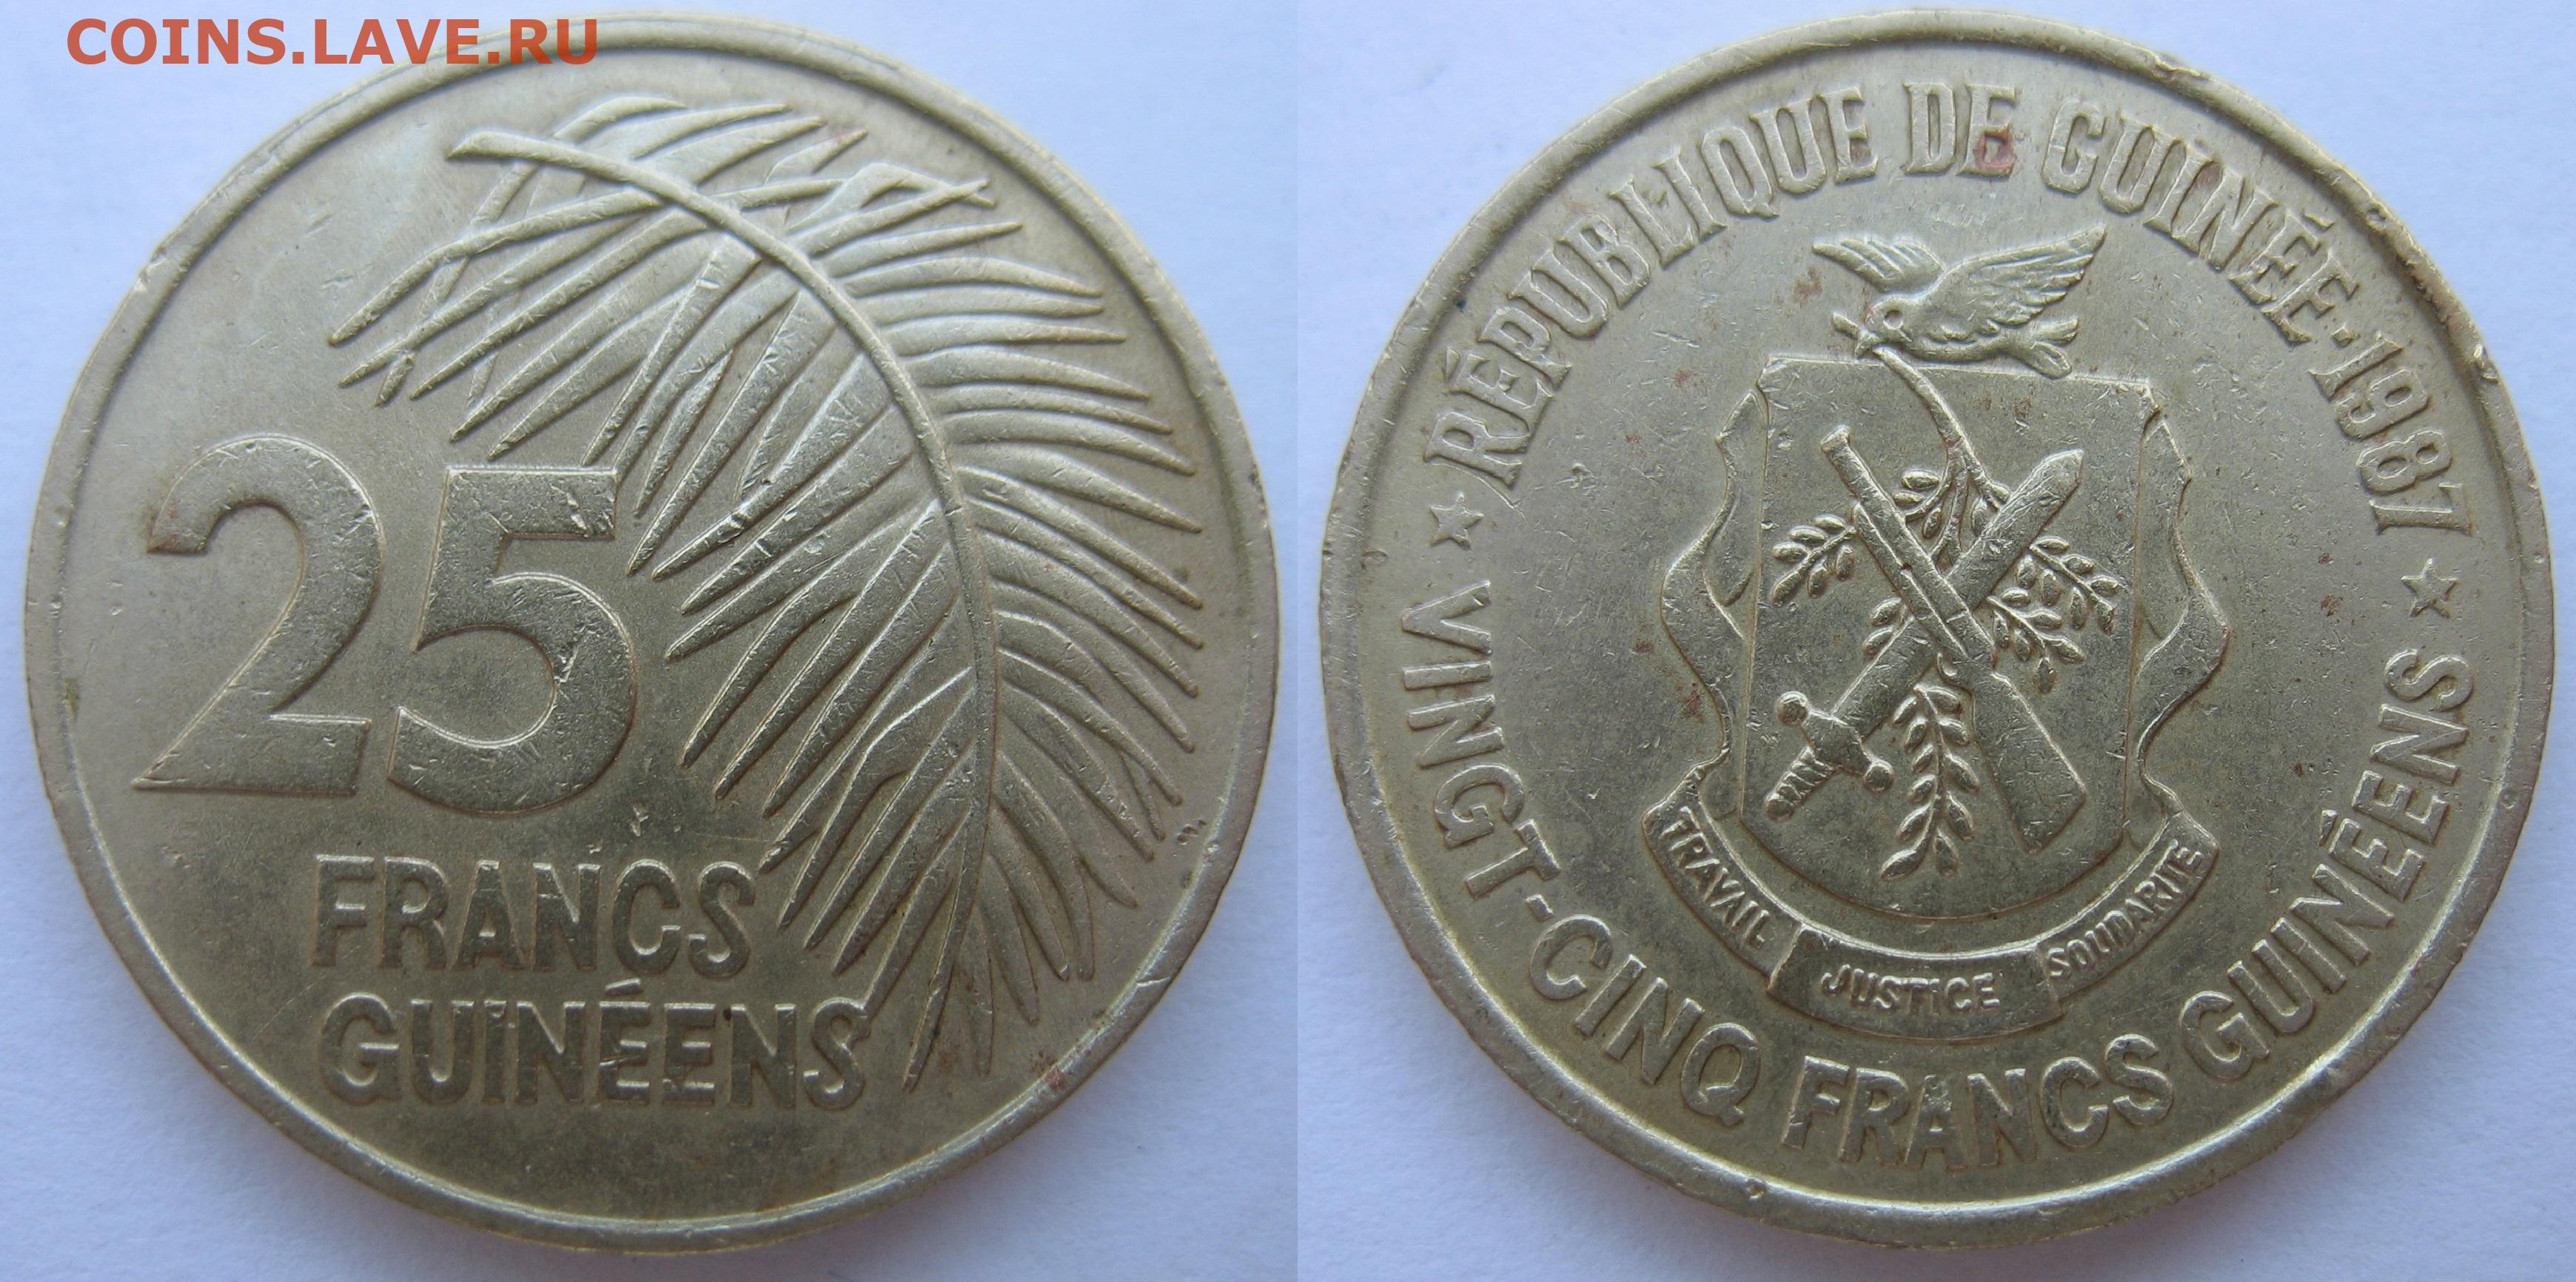 COINS.LAVE.RU
25
FRANCS
GUINÉENS
RÉPUBLIQUE DE GUINÉE-1987
TRAVAIL JUSTICE SOLIDARITE
VINGT-CINQ FRANCS GUINÉENS